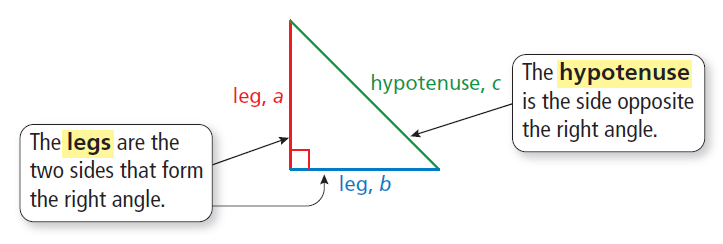 leg, a
hypotenuse, c
The hypotenuse
is the side opposite
the right angle.
The legs are the
two sides that form
the right angle.
leg, b